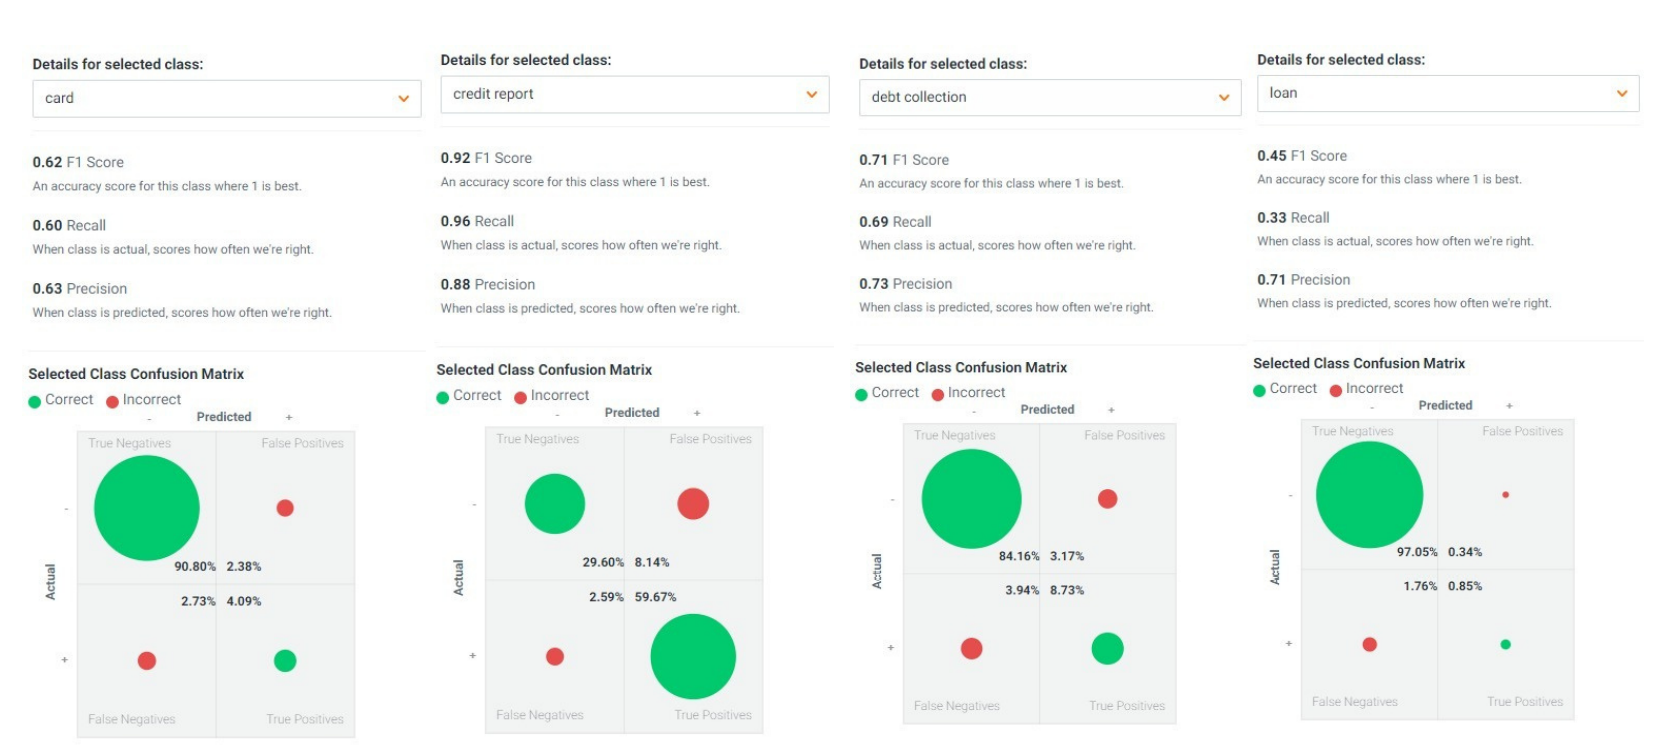 Details for selected class:
card
0.62 F1 Score
An accuracy score for this class where 1 is best.
0.60 Recall
When class is actual, scores how often we're right.
0.63 Precision
When class is predicted, scores how often we're right.
Selected Class Confusion Matrix
Correct Incorrect
- Predicted +
True Negatives False Positives
-
90.80% 2.38%
Actual
2.73% 4.09%
+
False Negatives True Positives
Details for selected class:
credit report
0.92 F1 Score
An accuracy score for this class where 1 is best.
0.96 Recall
When class is actual, scores how often we're right.
0.88 Precision
When class is predicted, scores how often we're right.
Selected Class Confusion Matrix
Correct Incorrect
- Predicted +
True Negatives False Positives
-
29.60% 8.14%
Actual
2.59% 59.67%
+
False Negatives True Positives
Details for selected class:
debt collection
0.71 F1 Score
An accuracy score for this class where 1 is best.
0.69 Recall
When class is actual, scores how often we're right.
0.73 Precision
When class is predicted, scores how often we're right.
Selected Class Confusion Matrix
Correct Incorrect
- Predicted +
True Negatives False Positives
-
84.16% 3.17%
Actual
3.94% 8.73%
+
False Negatives True Positives
Details for selected class:
loan
0.45 F1 Score
An accuracy score for this class where 1 is best.
0.33 Recall
When class is actual, scores how often we're right.
0.71 Precision
When class is predicted, scores how often we're right.
Selected Class Confusion Matrix
Correct Incorrect
- Predicted +
True Negatives False Positives
-
97.05% 0.34%
Actual
1.76% 0.85%
+
False Negatives True Positives